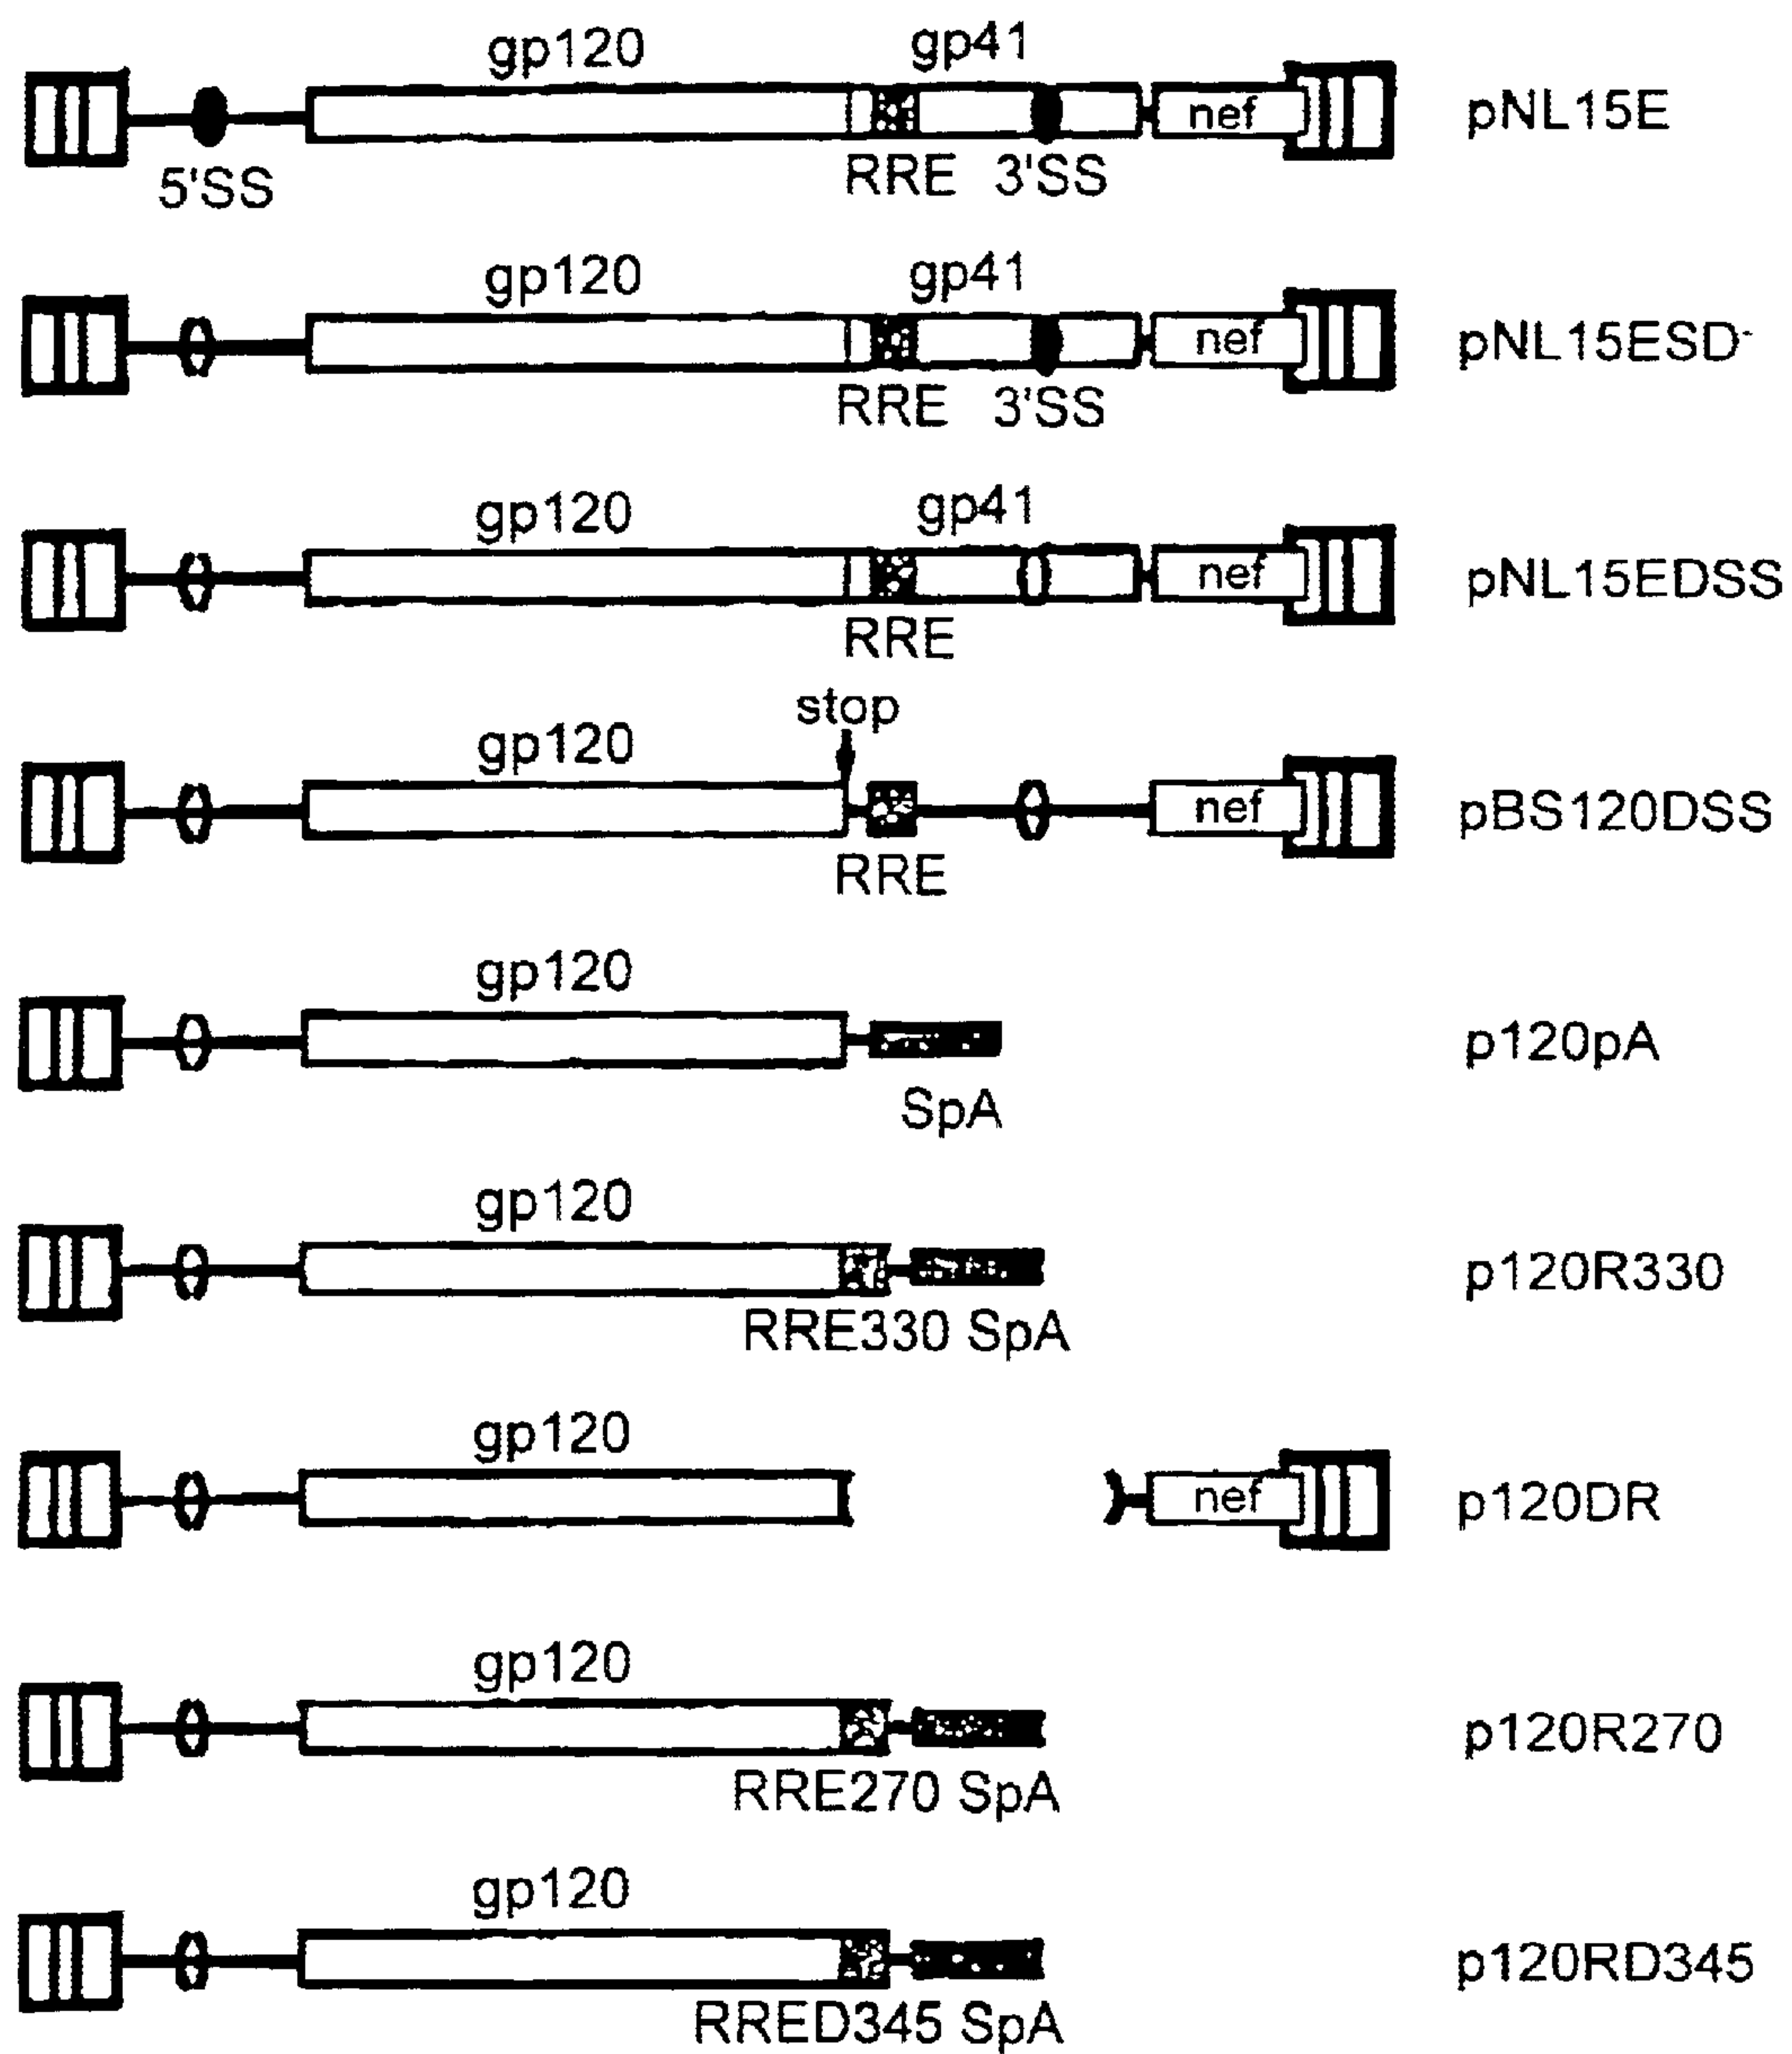 gp120 gp41
nef pNL15E
5'SS RRE 3'SS
gp120 gp41
nef pNL15ESD-
RRE 3'SS
gp120 gp41
nef pNL15EDSS
RRE
stop
gp120
nef pBS120DSS
RRE
gp120
p120pA
SpA
gp120
p120R330
RRE330 SpA
gp120
nef p120DR
gp120
p120R270
RRE270 SpA
gp120
p120RD345
RRED345 SpA